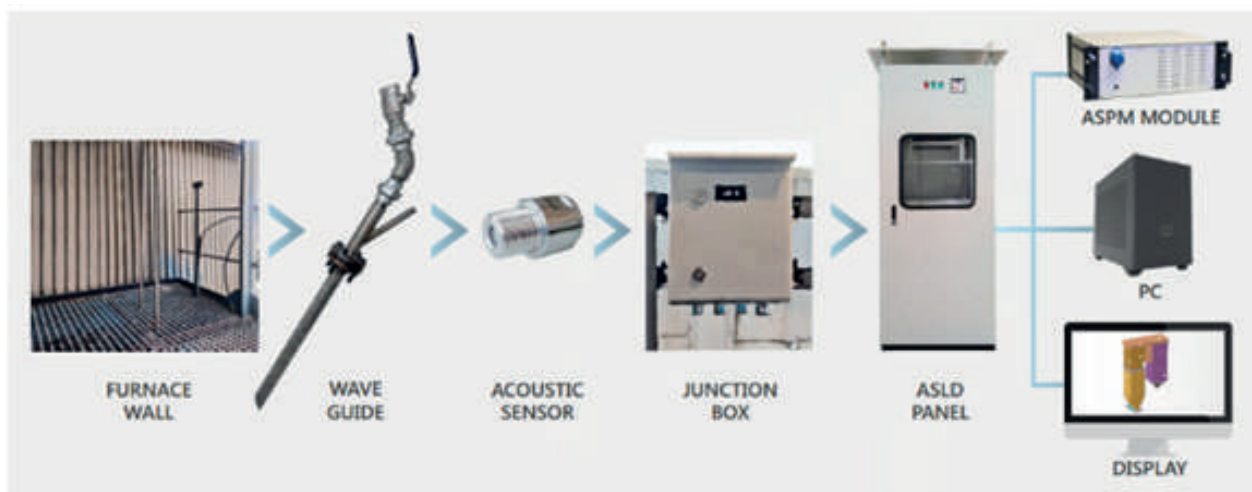 FURNACE
WALL
WAVE
GUIDE
ACOUSTIC
SENSOR
JUNCTION
BOX
ASLD
PANEL
ASPM MODULE
PC
DISPLAY